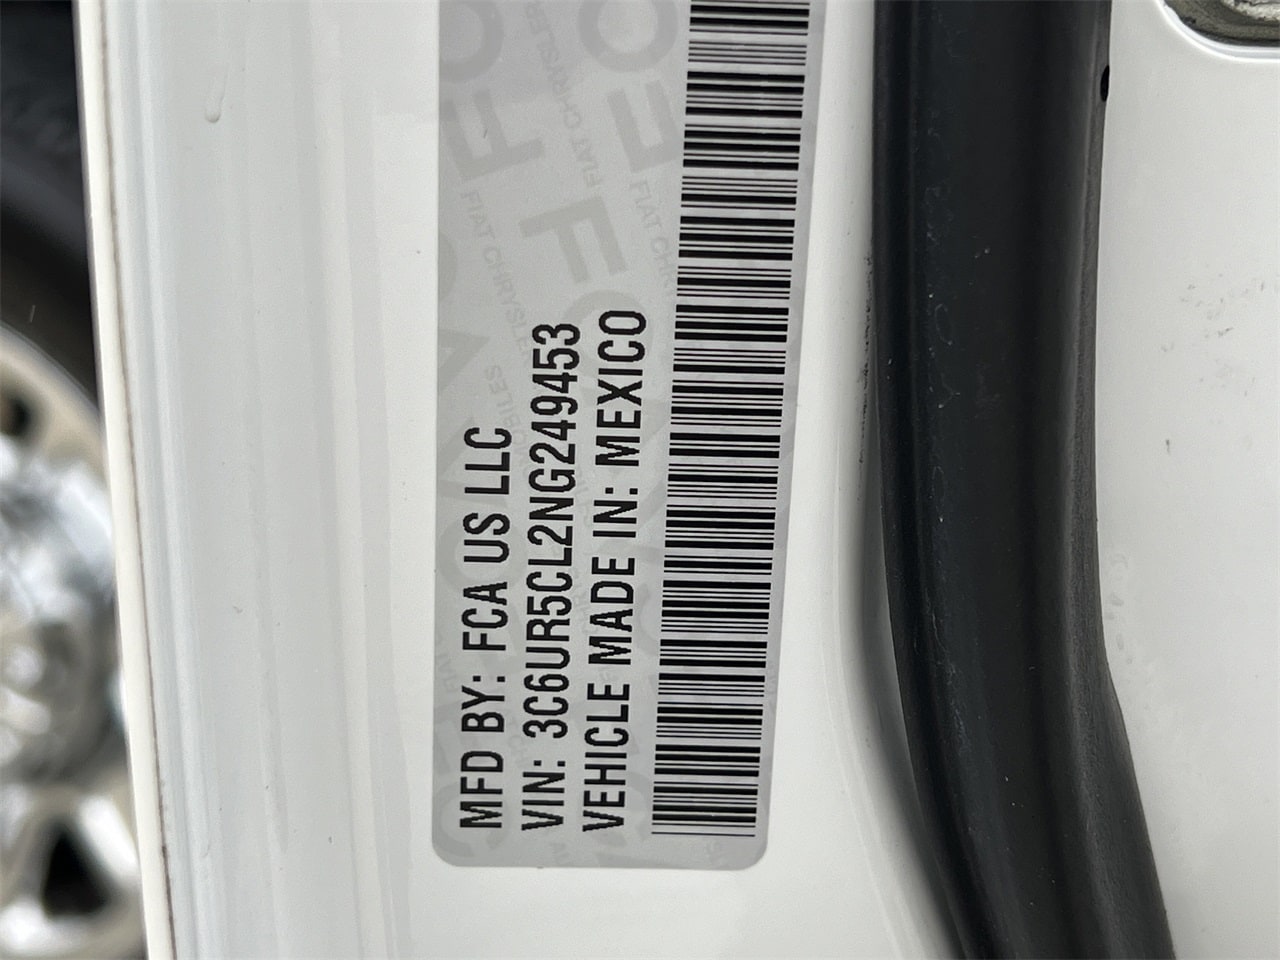 MFD BY: FCA US LLC
VIN: 3C6UR5CL2NG249453
VEHICLE MADE IN: MEXICO